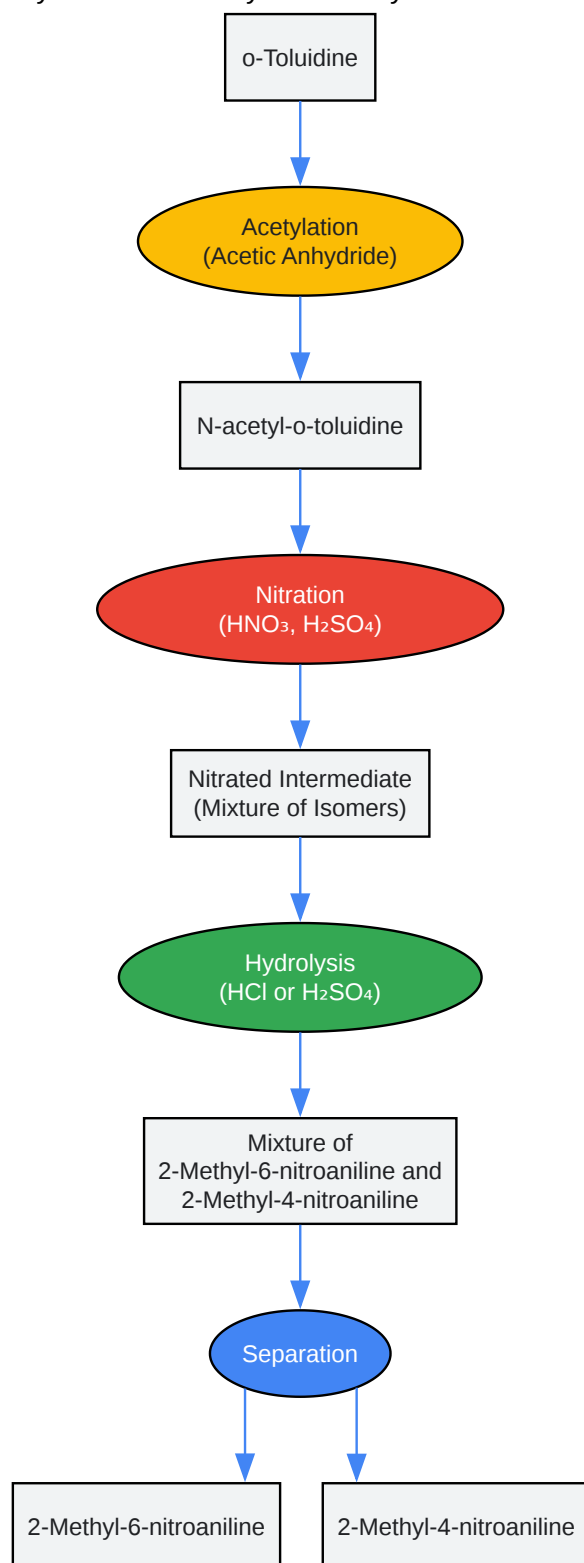 o-Toluidine
Acetylation
(Acetic Anhydride)
N-acetyl-o-toluidine
Nitration
(HNO₃, H₂SO₄)
Nitrated Intermediate
(Mixture of Isomers)
Hydrolysis
(HCl or H₂SO₄)
Mixture of
2-Methyl-6-nitroaniline and
2-Methyl-4-nitroaniline
Separation
2-Methyl-6-nitroaniline
2-Methyl-4-nitroaniline